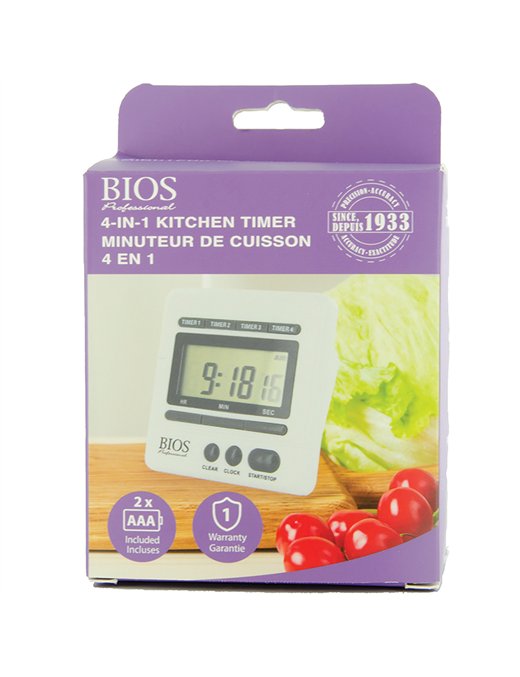 BIOS
Professional
4-IN-1 KITCHEN TIMER
MINUTEUR DE CUISSON
4 EN 1
PRECISION-ACCURACY
SINCE
DEPUIS 1933
ACCURACY-EXACTITUDE
TIMER 1 TIMER 2 TIMER 3 TIMER 4
AM
9:18 16
HR MIN SEC
BIOS
Professional
CLEAR CLOCK START/STOP
2 x
AAA
Included
Incluses
1
Warranty
Garantie